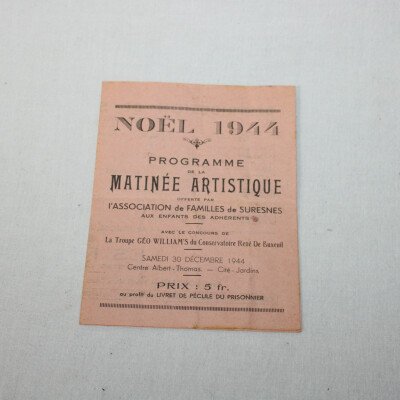 NOËL 1944
PROGRAMME
DE LA
MATINÉE ARTISTIQUE
OFFERTE PAR
l'ASSOCIATION de FAMILLES de SURESNES
AUX ENFANTS DES ADHÉRENTS
AVEC LE CONCOURS DE
La Troupe GÉO WILLIAM'S du Conservatoire René De Buxeuil
SAMEDI 30 DÉCEMBRE 1944
Centre Albert-Thomas. — Cité-Jardins
PRIX : 5 fr.
au profit du LIVRET DE PÉCULE DU PRISONNIER